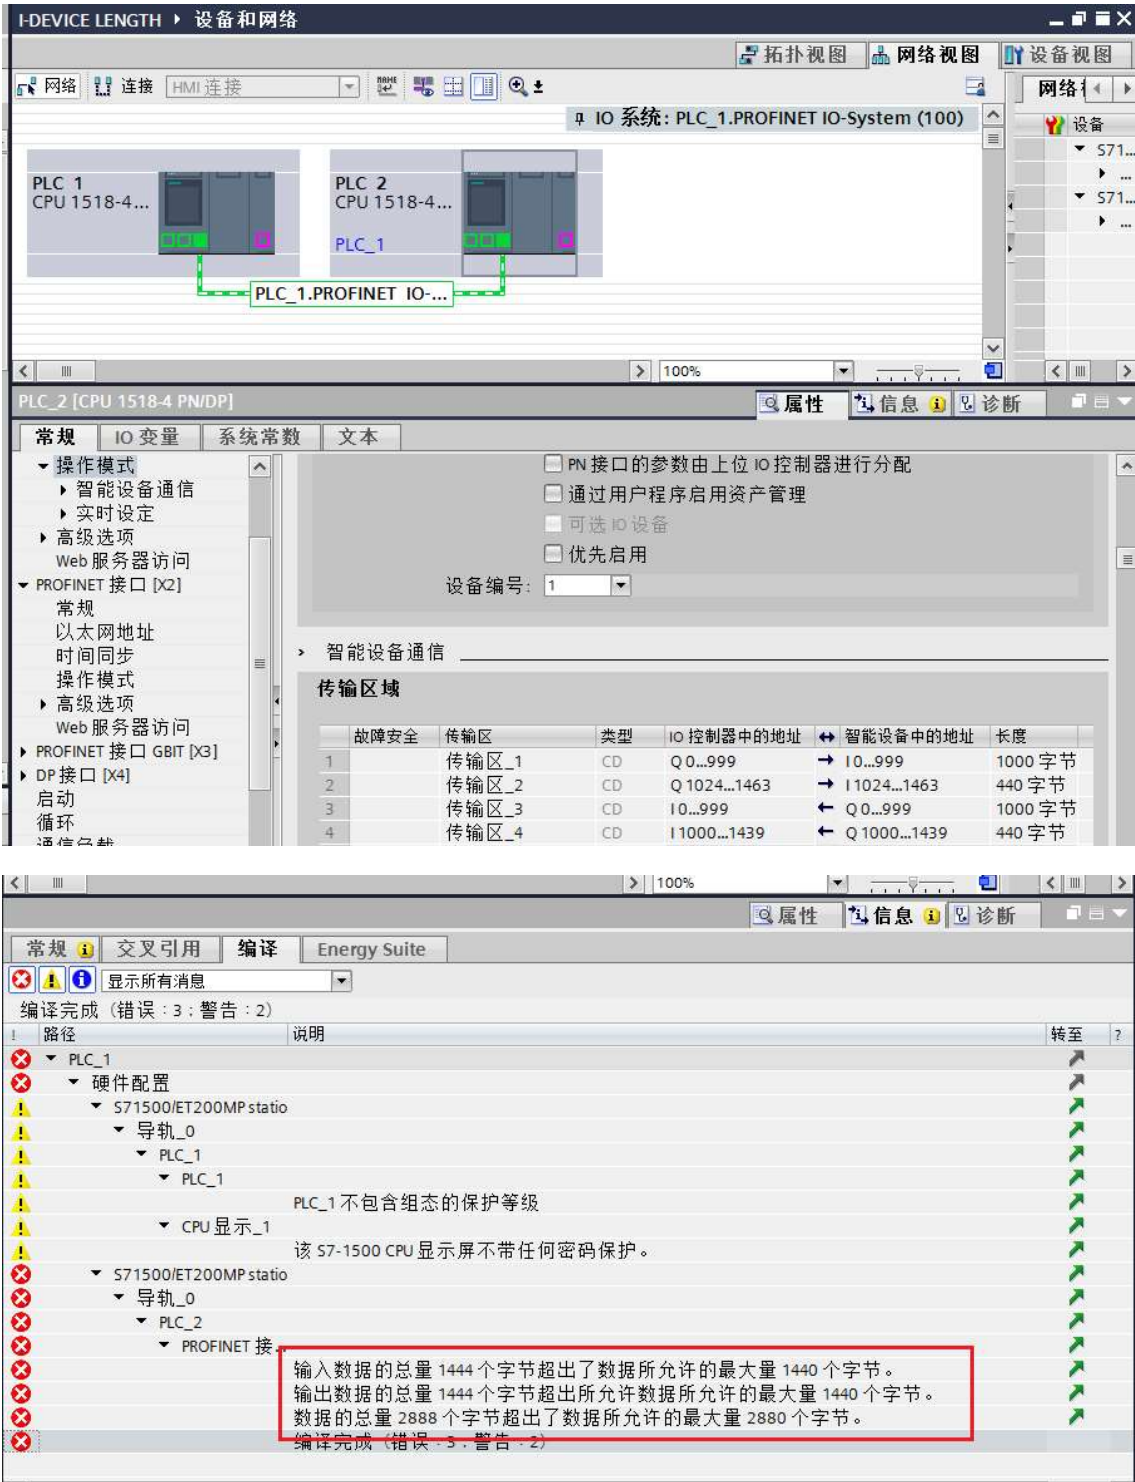 I-DEVICE LENGTH ▸ 设备和网络
拓扑视图 网络视图 设备视图
网络 连接 HMI 连接
网络
IO 系统: PLC_1.PROFINET IO-System (100)
设备
S71...
...
S71...
...
PLC_1
CPU 1518-4...
PLC_2
CPU 1518-4...
PLC_1
PLC_1.PROFINET IO-...
100%
PLC_2 [CPU 1518-4 PN/DP]
属性 信息 诊断
常规 IO 变量 系统常数 文本
操作模式
智能设备通信
实时设定
高级选项
Web 服务器访问
PROFINET 接口 [X2]
常规
以太网地址
时间同步
操作模式
高级选项
Web 服务器访问
PROFINET 接口 GBIT [X3]
DP 接口 [X4]
启动
循环
通信负载
PN 接口的参数由上位 IO 控制器进行分配
通过用户程序启用资产管理
可选 IO 设备
优先启用
设备编号: 1
智能设备通信
传输区域
故障安全 传输区 类型 IO 控制器中的地址 ↔ 智能设备中的地址 长度
1 传输区_1 CD Q 0...999 → I 0...999 1000 字节
2 传输区_2 CD Q 1024...1463 → I 1024...1463 440 字节
3 传输区_3 CD I 0...999 ← Q 0...999 1000 字节
4 传输区_4 CD I 1000...1439 ← Q 1000...1439 440 字节
100%
属性 信息 诊断
常规 交叉引用 编译 Energy Suite
显示所有消息
编译完成（错误：3；警告：2）
! 路径 说明 转至 ?
PLC_1
硬件配置
S71500/ET200MP statio
导轨_0
PLC_1
PLC_1
PLC_1 不包含组态的保护等级
CPU 显示_1
该 S7-1500 CPU 显示屏不带任何密码保护。
S71500/ET200MP statio
导轨_0
PLC_2
PROFINET 接...
输入数据的总量 1444 个字节超出了数据所允许的最大量 1440 个字节。
输出数据的总量 1444 个字节超出所允许数据所允许的最大量 1440 个字节。
数据的总量 2888 个字节超出了数据所允许的最大量 2880 个字节。
编译完成（错误：3；警告：2）